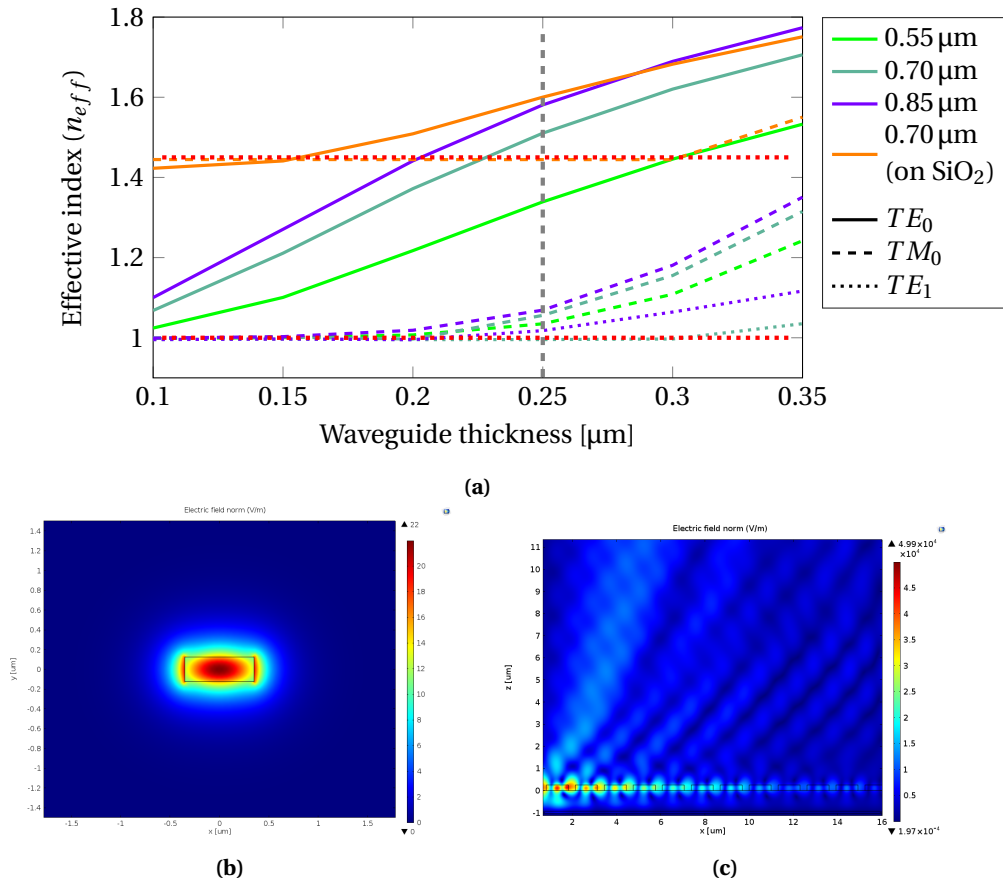 1.8
1.6
1.4
1.2
1
Effective index (n_eff)
0.1 0.15 0.2 0.25 0.3 0.35
Waveguide thickness [µm]
0.55 µm
0.70 µm
0.85 µm
0.70 µm
(on SiO₂)
TE₀
TM₀
TE₁
(a)
Electric field norm (V/m)
1.4
1.2
1
0.8
0.6
0.4
0.2
0
-0.2
-0.4
-0.6
-0.8
-1
-1.2
-1.4
y [um]
-1.5 -1 -0.5 0 0.5 1 1.5
x [um]
▲ 22
20
18
16
14
12
10
8
6
4
2
0
▼ 0
(b)
Electric field norm (V/m)
11
10
9
8
7
6
5
4
3
2
1
0
-1
z [um]
2 4 6 8 10 12 14 16
x [um]
▲ 4.99×10⁴
×10⁴
4.5
4
3.5
3
2.5
2
1.5
1
0.5
▼ 1.97×10⁻⁴
(c)